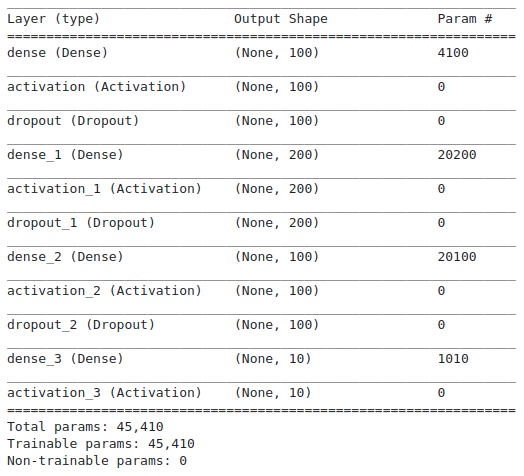 Layer (type) Output Shape Param #
dense (Dense) (None, 100) 4100
activation (Activation) (None, 100) 0
dropout (Dropout) (None, 100) 0
dense_1 (Dense) (None, 200) 20200
activation_1 (Activation) (None, 200) 0
dropout_1 (Dropout) (None, 200) 0
dense_2 (Dense) (None, 100) 20100
activation_2 (Activation) (None, 100) 0
dropout_2 (Dropout) (None, 100) 0
dense_3 (Dense) (None, 10) 1010
activation_3 (Activation) (None, 10) 0
Total params: 45,410
Trainable params: 45,410
Non-trainable params: 0